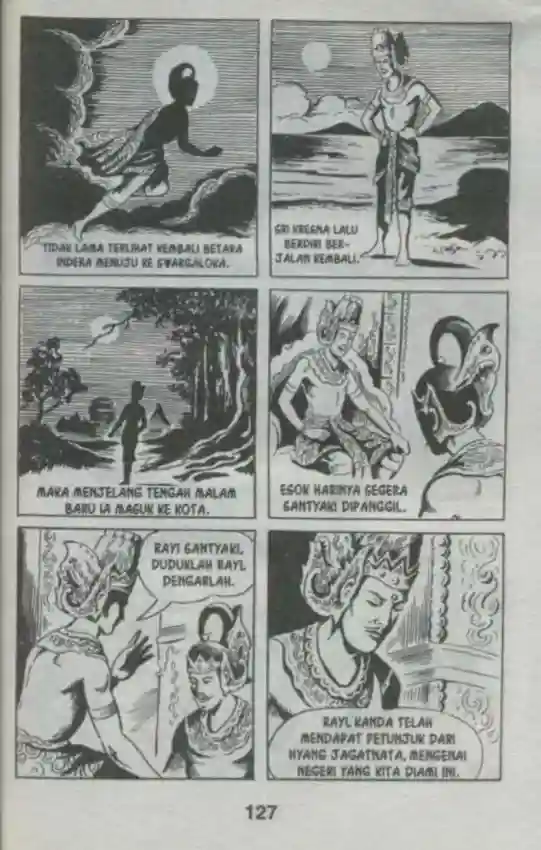 TIDAK LAMA TERLIHAT KEMBALI BETARA
INDERA MENUJU KE SWARGALOKA.
SRI KRESNA LALU
BERDIRI BER-
JALAN KEMBALI.
MAKA MENJELANG TENGAH MALAM
BARU IA MASUK KE KOTA.
ESOK HARINYA SEGERA
SANTYAKI DIPANGGIL.
RAYI SANTYAKI,
DUDUKLAH RAYI,
DENGARLAH.
RAYI, KANDA TELAH
MENDAPAT PETUNJUK DARI
HYANG JAGATNATA, MENGENAI
NEGERI YANG KITA DIAMI INI.
127